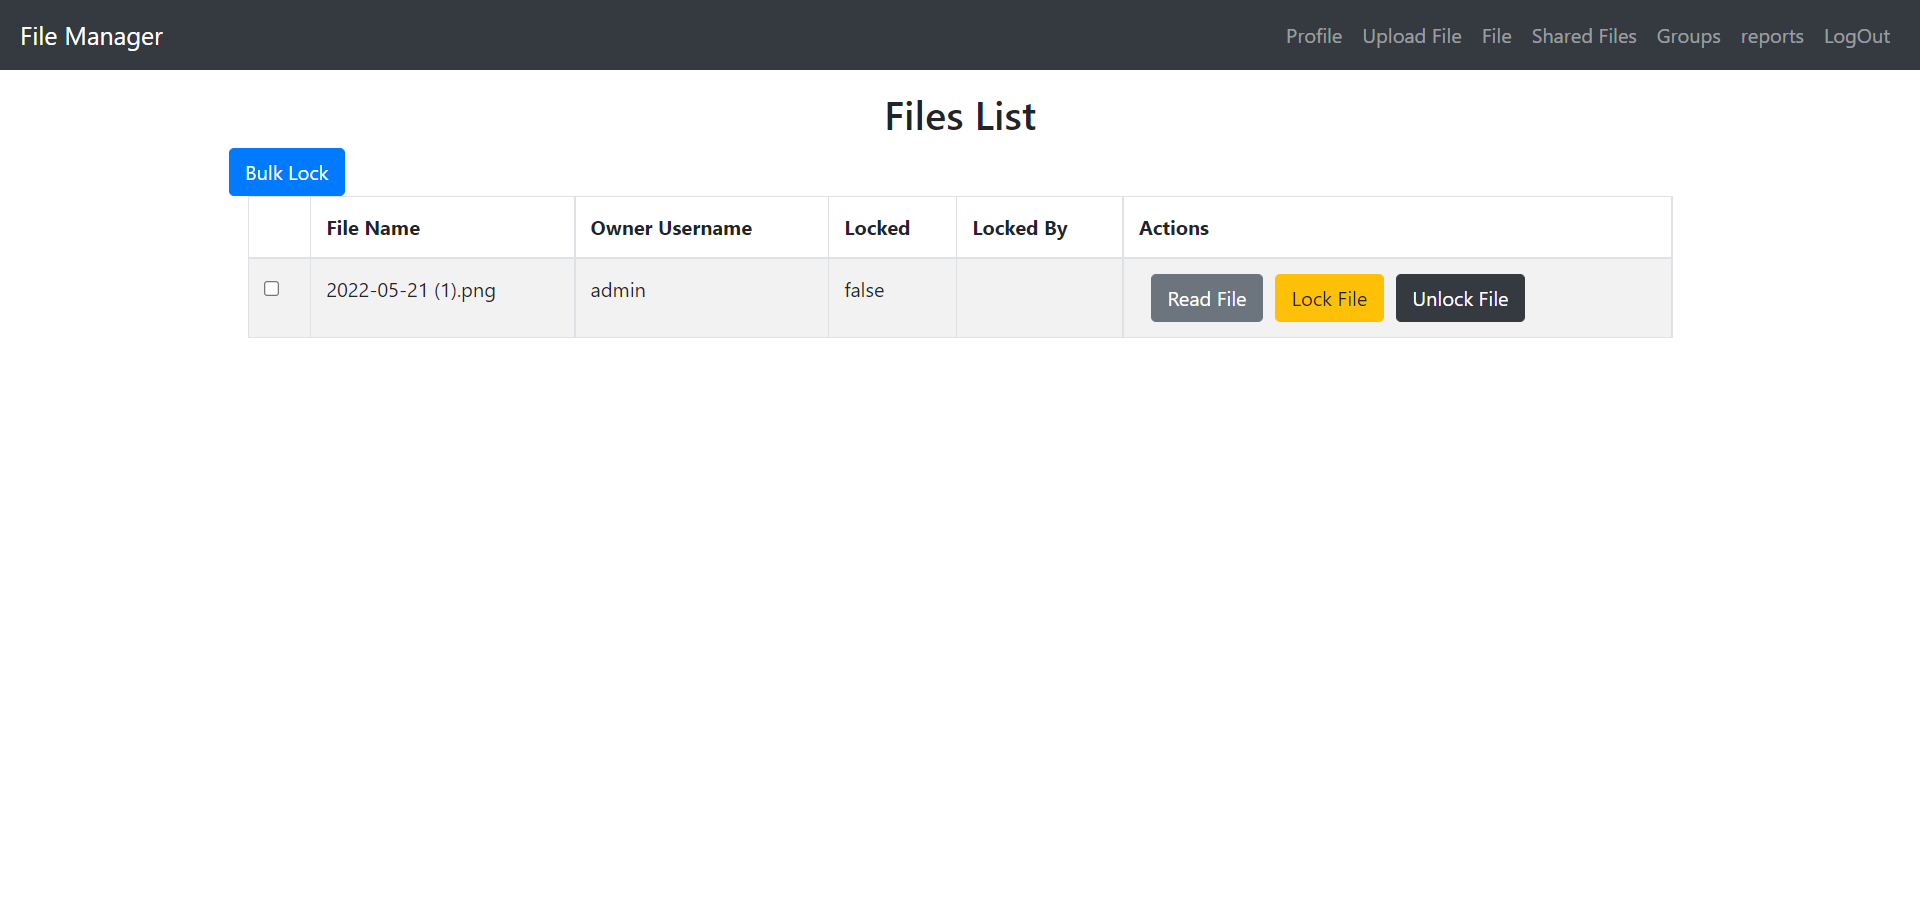 File Manager Profile Upload File File Shared Files Groups reports LogOut
Files List
Bulk Lock
File Name Owner Username Locked Locked By Actions
2022-05-21 (1).png admin false Read File Lock File Unlock File